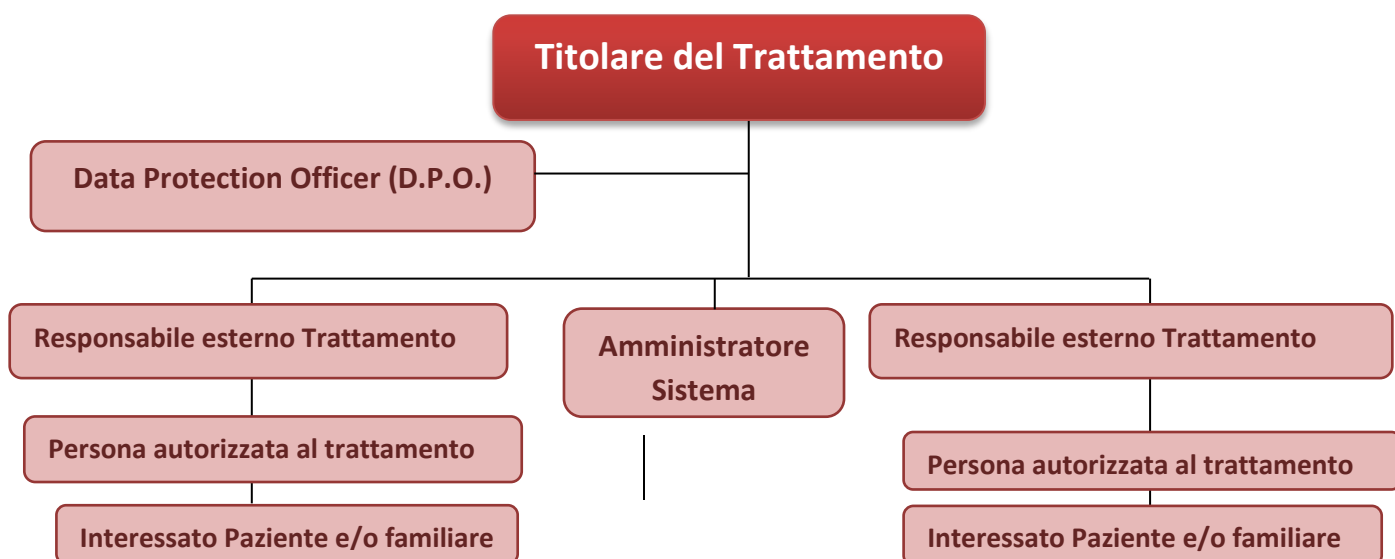 Titolare del Trattamento
Data Protection Officer (D.P.O.)
Responsabile esterno Trattamento
Amministratore
Sistema
Responsabile esterno Trattamento
Persona autorizzata al trattamento
Persona autorizzata al trattamento
Interessato Paziente e/o familiare
Interessato Paziente e/o familiare